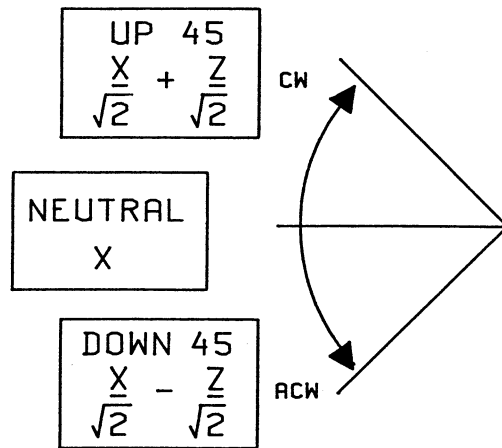 UP 45
X/√2 + Z/√2
CW
NEUTRAL
X
DOWN 45
X/√2 - Z/√2
ACW